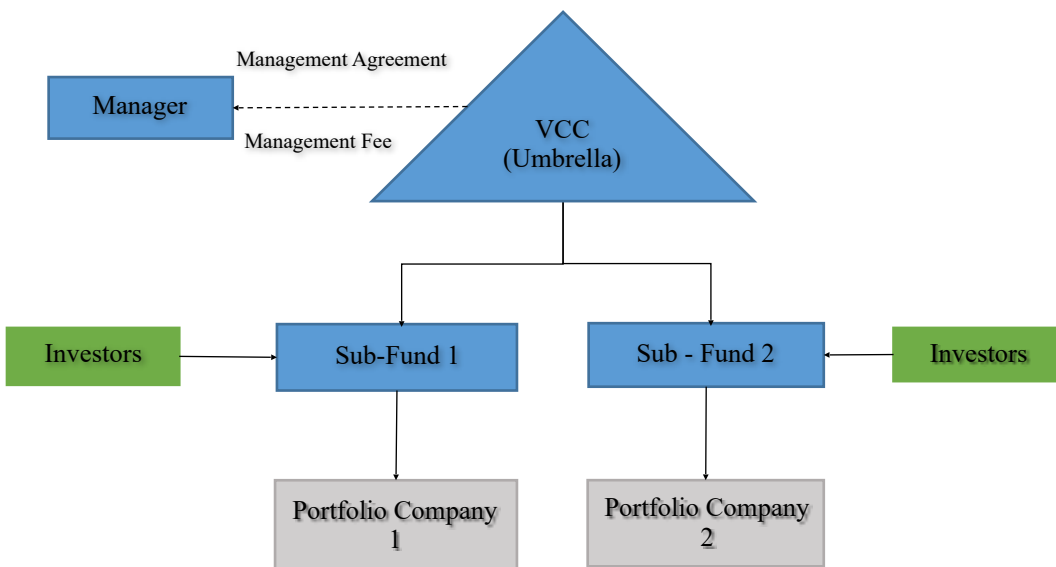 Management Agreement
Manager
Management Fee
VCC
(Umbrella)
Investors
Sub-Fund 1
Sub - Fund 2
Investors
Portfolio Company
1
Portfolio Company
2